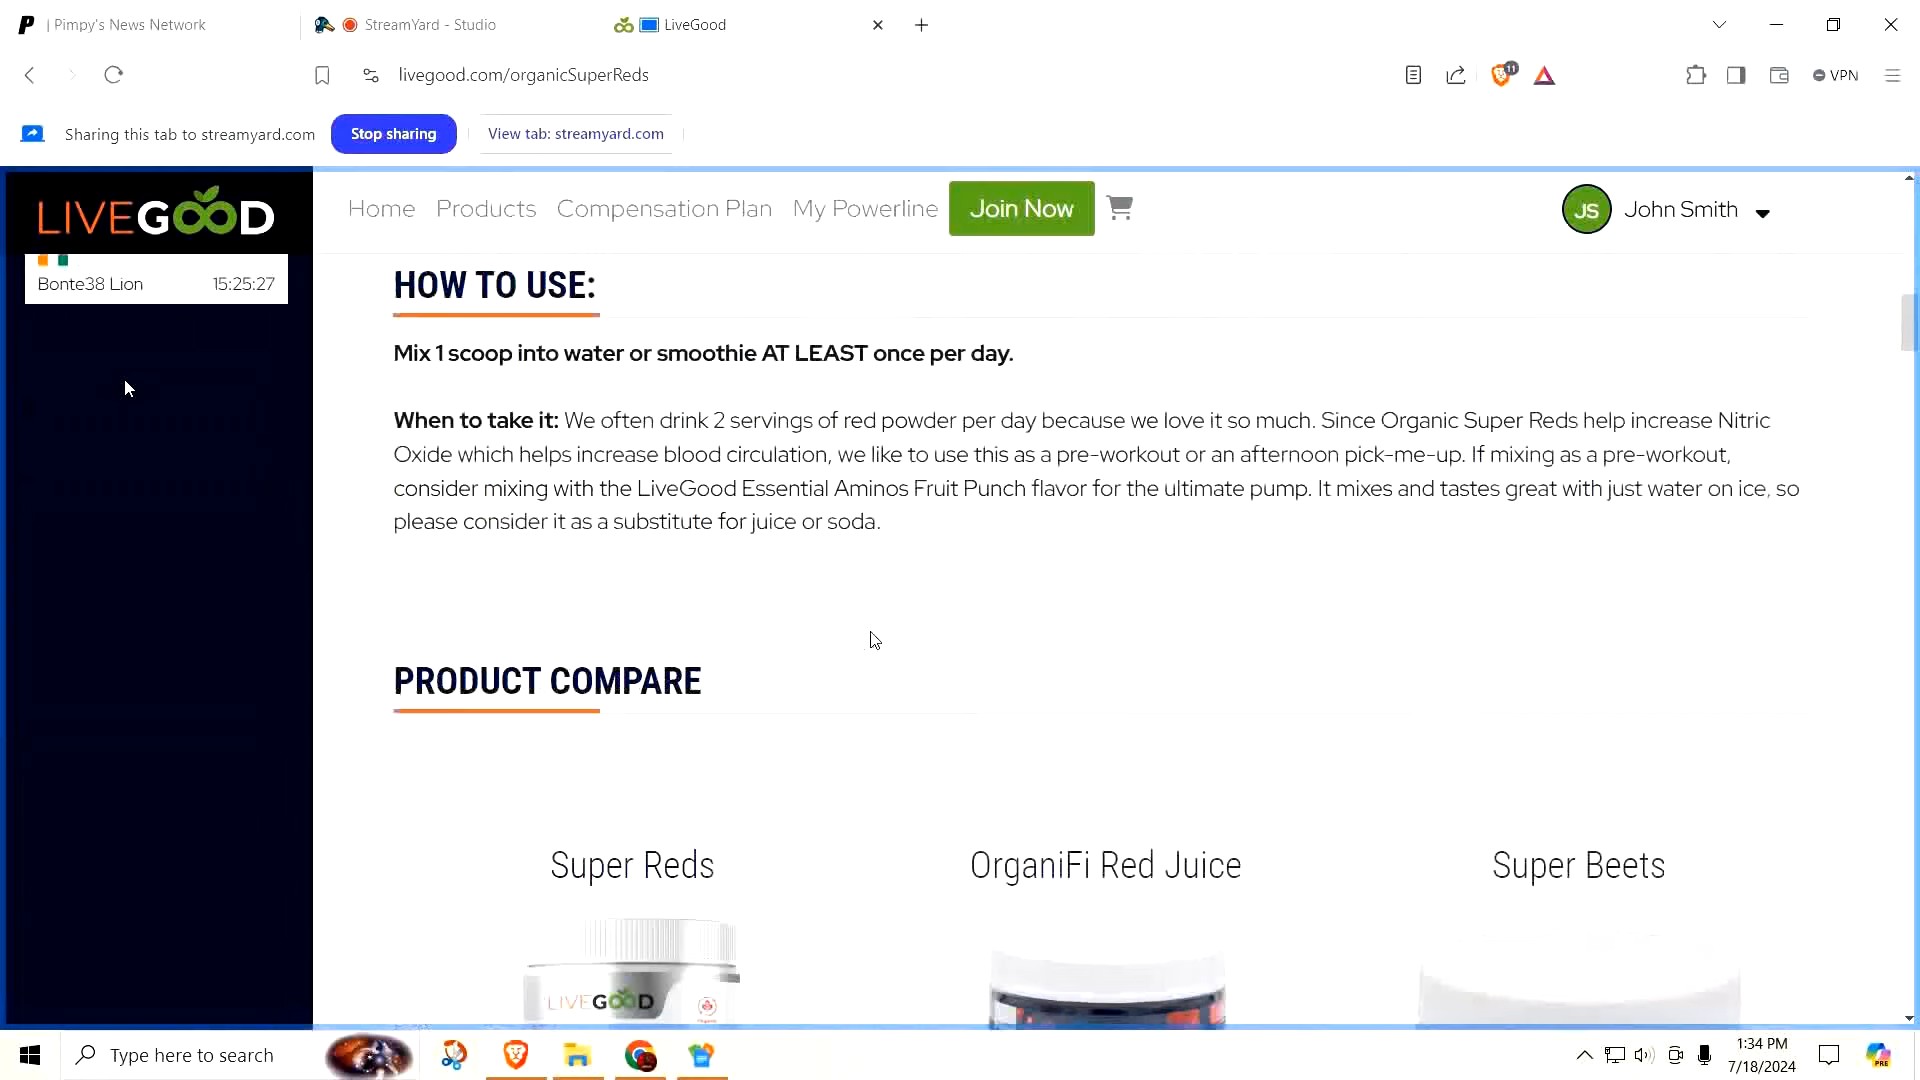 | Pimpy's News Network
StreamYard - Studio
LiveGood
livegood.com/organicSuperReds
11
VPN
Sharing this tab to streamyard.com
Stop sharing
View tab: streamyard.com
LIVEGOOD
Home
Products
Compensation Plan
My Powerline
Join Now
JS
John Smith
Bonte38 Lion
15:25:27
HOW TO USE:
Mix 1 scoop into water or smoothie AT LEAST once per day.
When to take it: We often drink 2 servings of red powder per day because we love it so much. Since Organic Super Reds help increase Nitric
Oxide which helps increase blood circulation, we like to use this as a pre-workout or an afternoon pick-me-up. If mixing as a pre-workout,
consider mixing with the LiveGood Essential Aminos Fruit Punch flavor for the ultimate pump. It mixes and tastes great with just water on ice, so
please consider it as a substitute for juice or soda.
PRODUCT COMPARE
Super Reds
OrganiFi Red Juice
Super Beets
LIVEGOOD
Type here to search
1:34 PM
7/18/2024
PRE